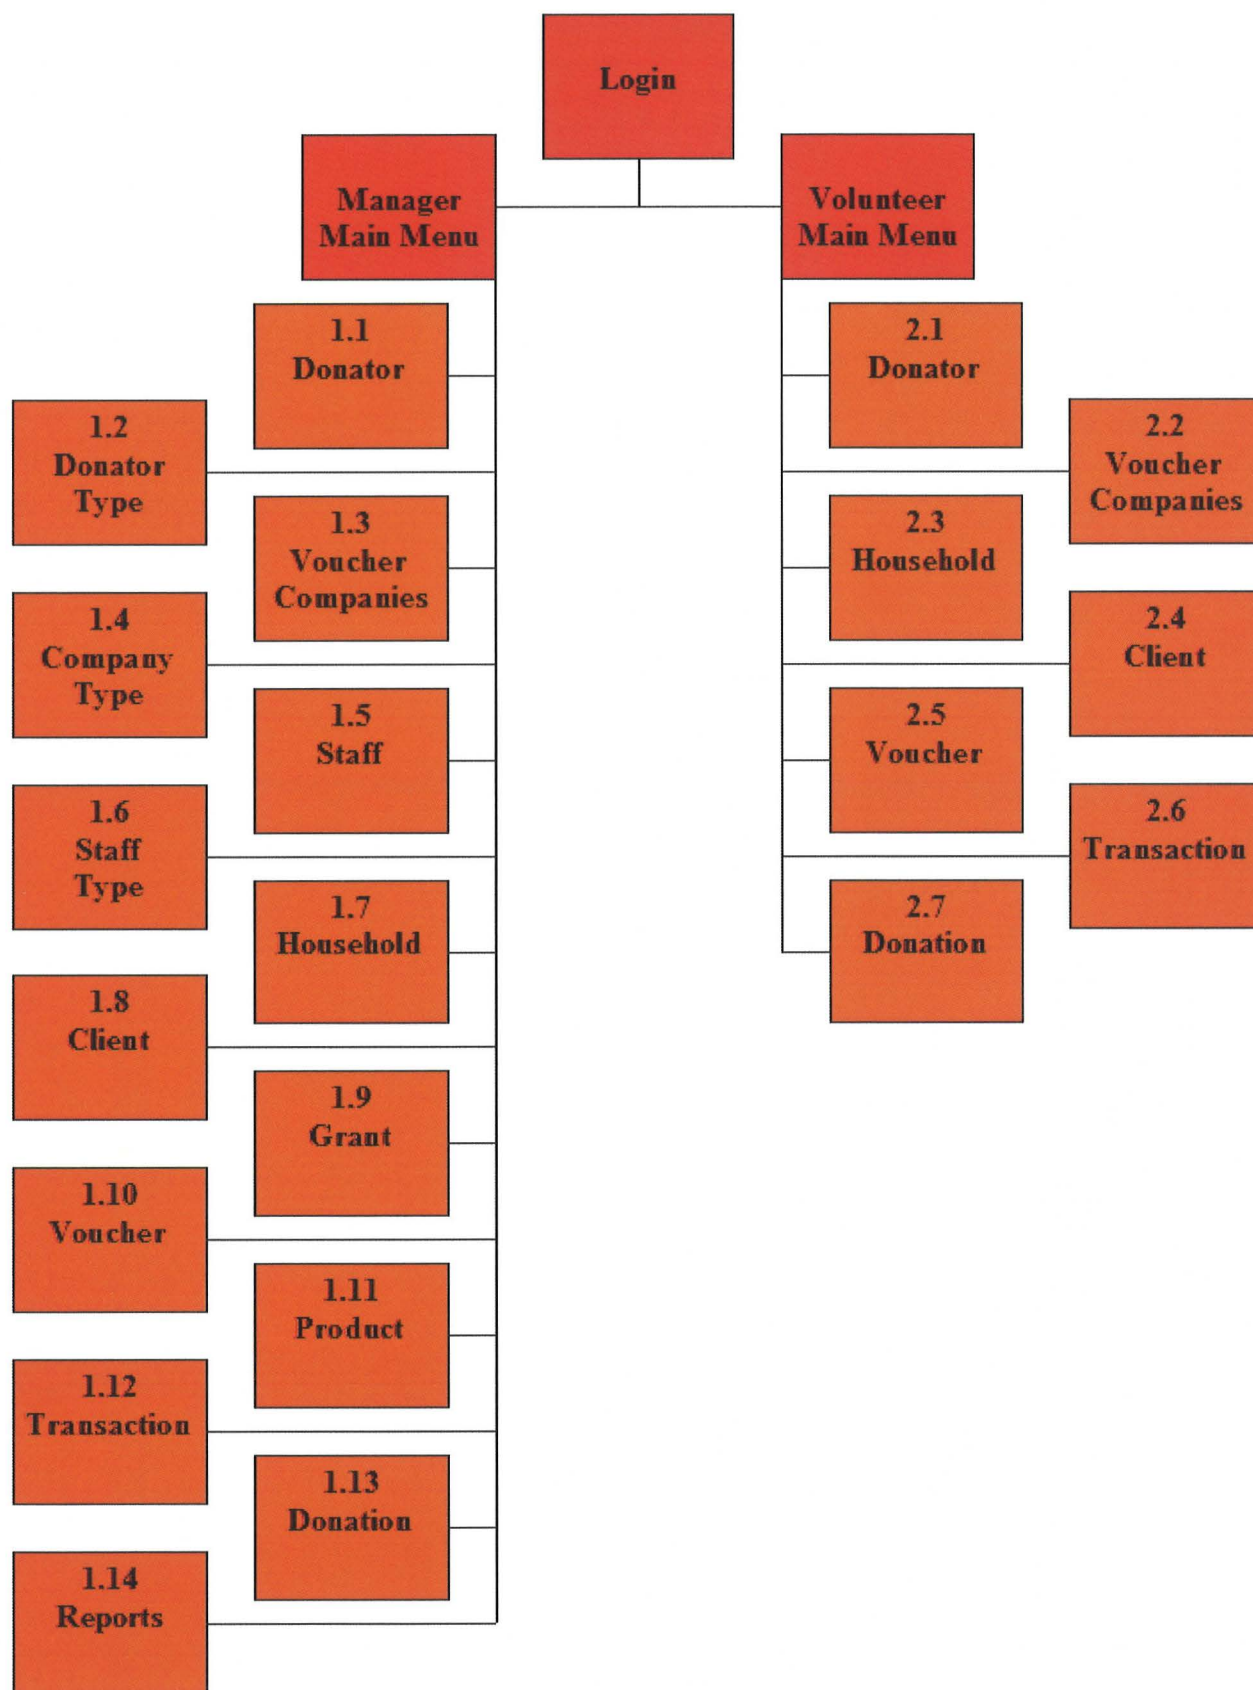 Login
Manager
Main Menu
Volunteer
Main Menu
1.1
Donator
1.2
Donator
Type
1.3
Voucher
Companies
1.4
Company
Type
1.5
Staff
1.6
Staff
Type
1.7
Household
1.8
Client
1.9
Grant
1.10
Voucher
1.11
Product
1.12
Transaction
1.13
Donation
1.14
Reports
2.1
Donator
2.2
Voucher
Companies
2.3
Household
2.4
Client
2.5
Voucher
2.6
Transaction
2.7
Donation